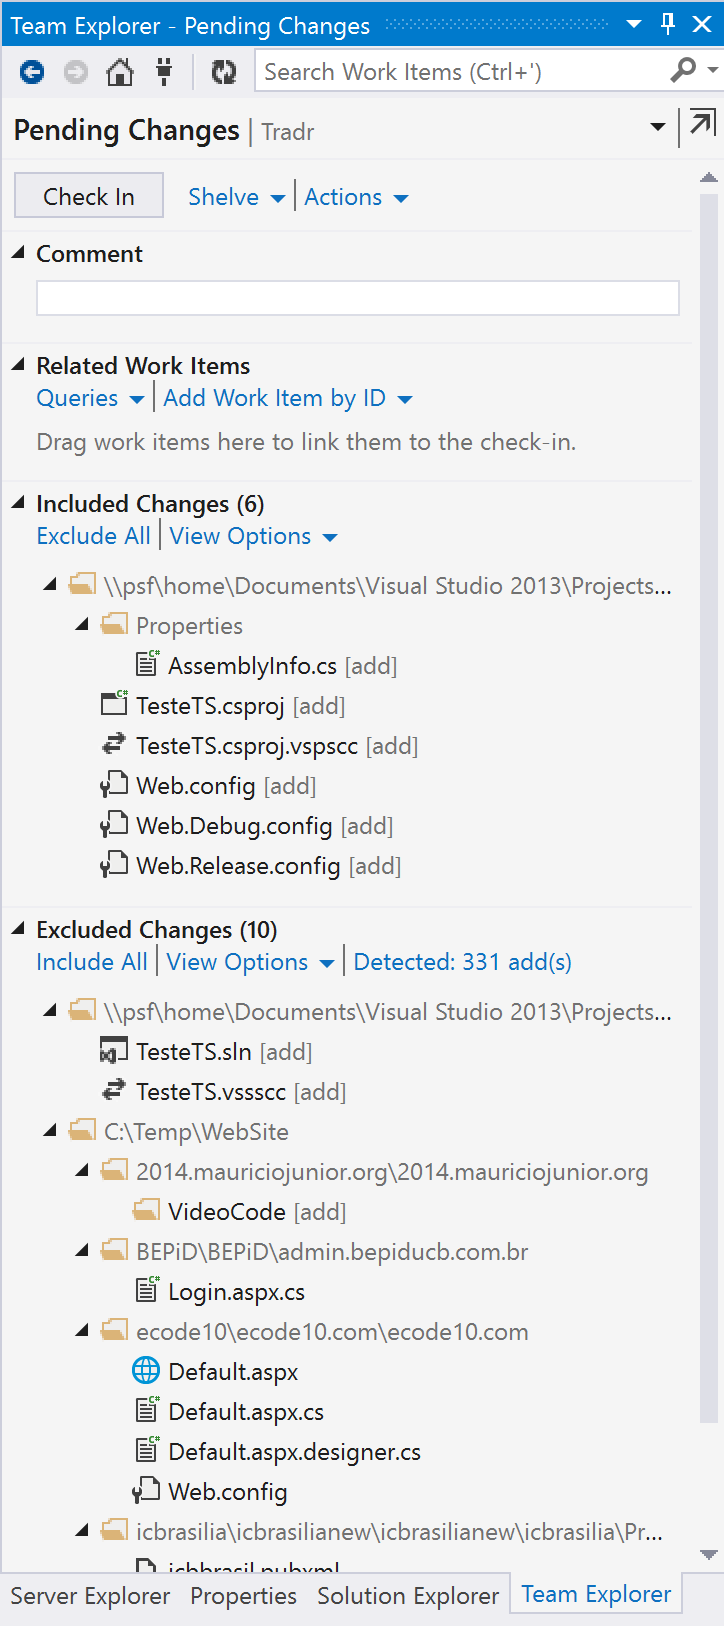 Team Explorer - Pending Changes
Search Work Items (Ctrl+')
Pending Changes | Tradr
Check In Shelve Actions
Comment
Related Work Items
Queries Add Work Item by ID
Drag work items here to link them to the check-in.
Included Changes (6)
Exclude All View Options
\\psf\home\Documents\Visual Studio 2013\Projects...
Properties
C# AssemblyInfo.cs [add]
C# TesteTS.csproj [add]
TesteTS.csproj.vspscc [add]
Web.config [add]
Web.Debug.config [add]
Web.Release.config [add]
Excluded Changes (10)
Include All View Options Detected: 331 add(s)
\\psf\home\Documents\Visual Studio 2013\Projects...
TesteTS.sln [add]
TesteTS.vssscc [add]
C:\Temp\WebSite
2014.mauriciojunior.org\2014.mauriciojunior.org
VideoCode [add]
BEPiD\BEPiD\admin.bepiducb.com.br
C# Login.aspx.cs
ecode10\ecode10.com\ecode10.com
Default.aspx
C# Default.aspx.cs
C# Default.aspx.designer.cs
Web.config
icbrasilia\icbrasilianew\icbrasilianew\icbrasilia\Pr...
Server Explorer Properties Solution Explorer Team Explorer